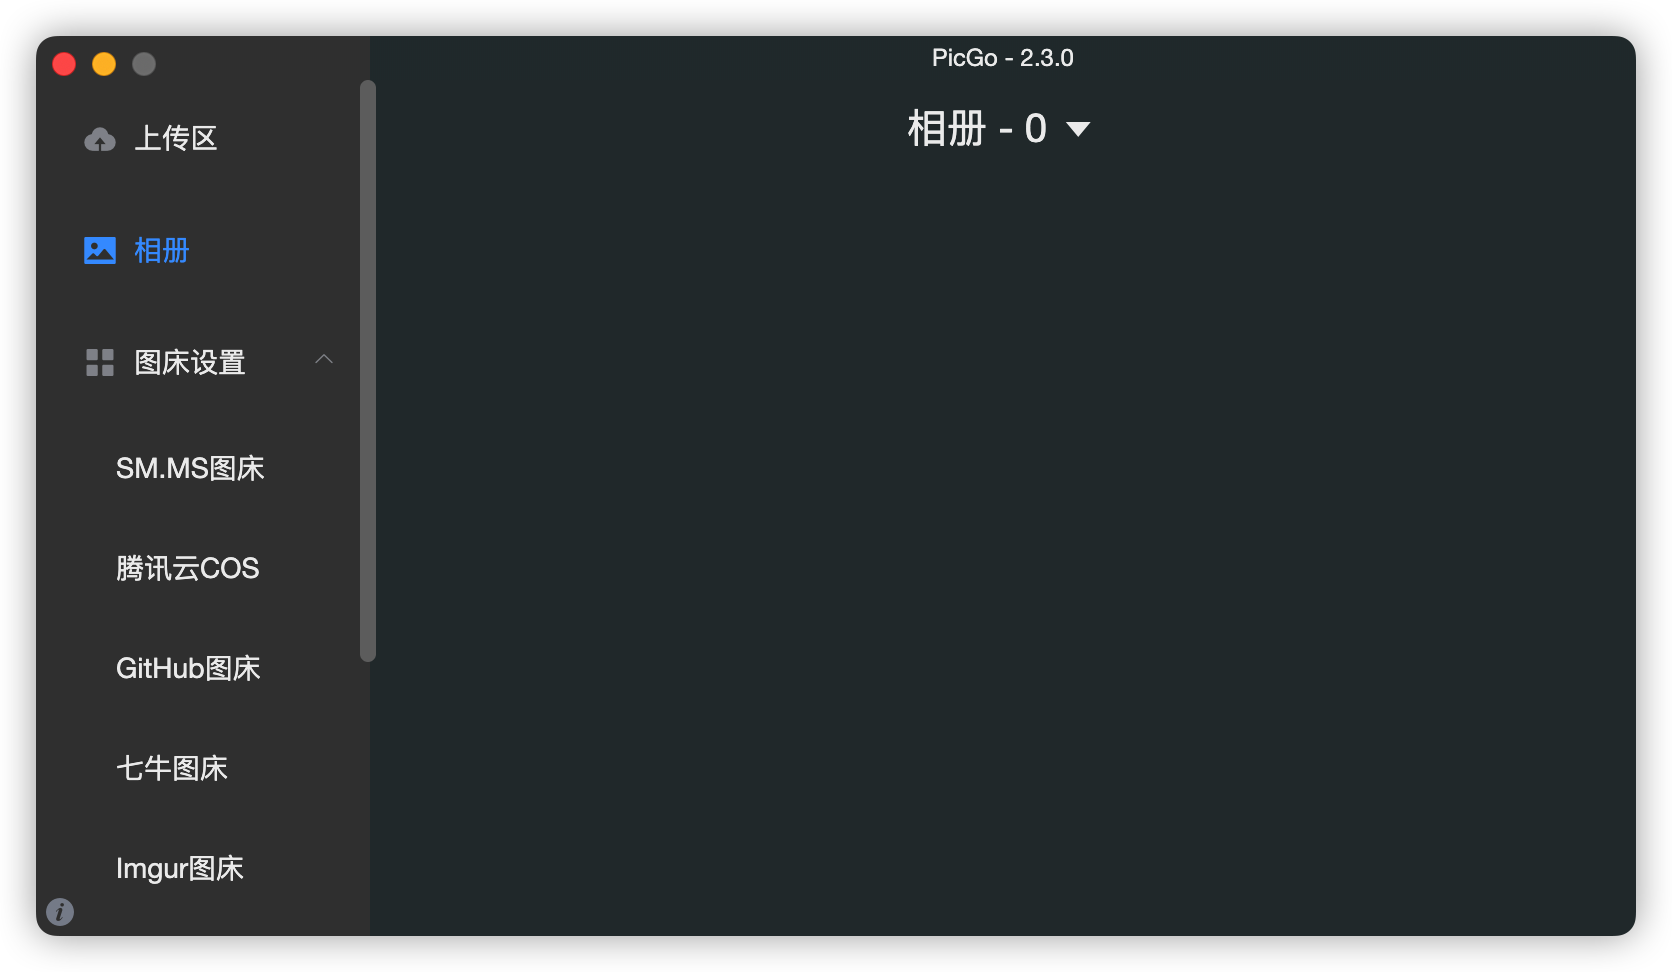 PicGo - 2.3.0
相册 - 0
上传区
相册
图床设置
SM.MS图床
腾讯云COS
GitHub图床
七牛图床
Imgur图床
i